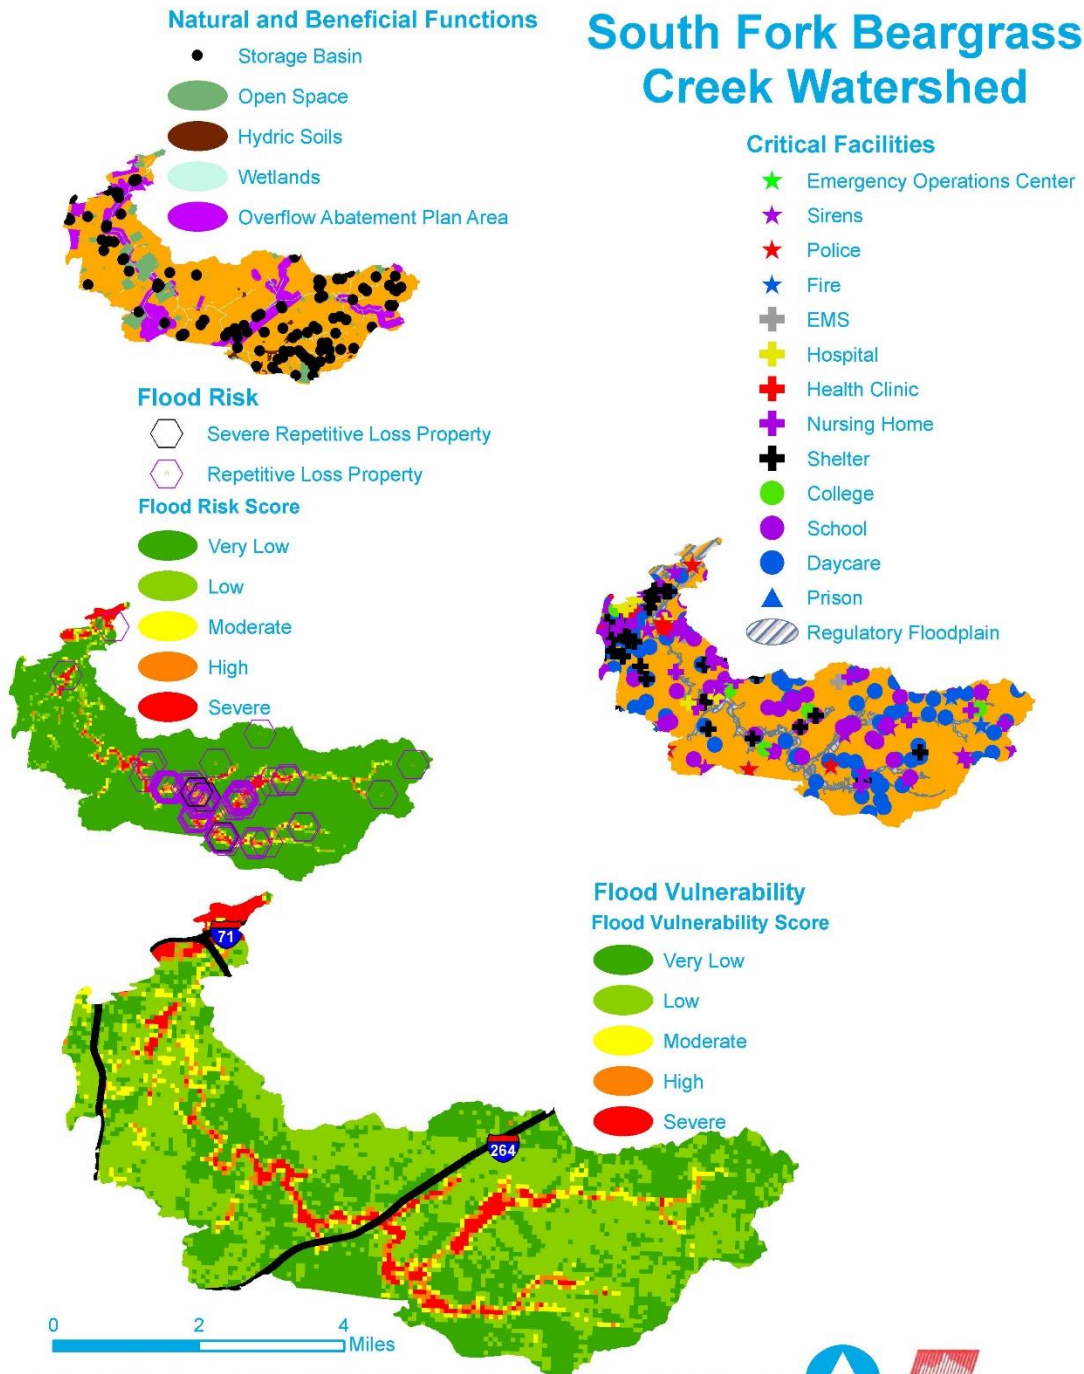 South Fork Beargrass
Creek Watershed
Natural and Beneficial Functions
Storage Basin
Open Space
Hydric Soils
Wetlands
Overflow Abatement Plan Area
Critical Facilities
Emergency Operations Center
Sirens
Police
Fire
EMS
Hospital
Health Clinic
Nursing Home
Shelter
College
School
Daycare
Prison
Regulatory Floodplain
Flood Risk
Severe Repetitive Loss Property
Repetitive Loss Property
Flood Risk Score
Very Low
Low
Moderate
High
Severe
Flood Vulnerability
Flood Vulnerability Score
Very Low
Low
Moderate
High
Severe
71
264
0 2 4
Miles